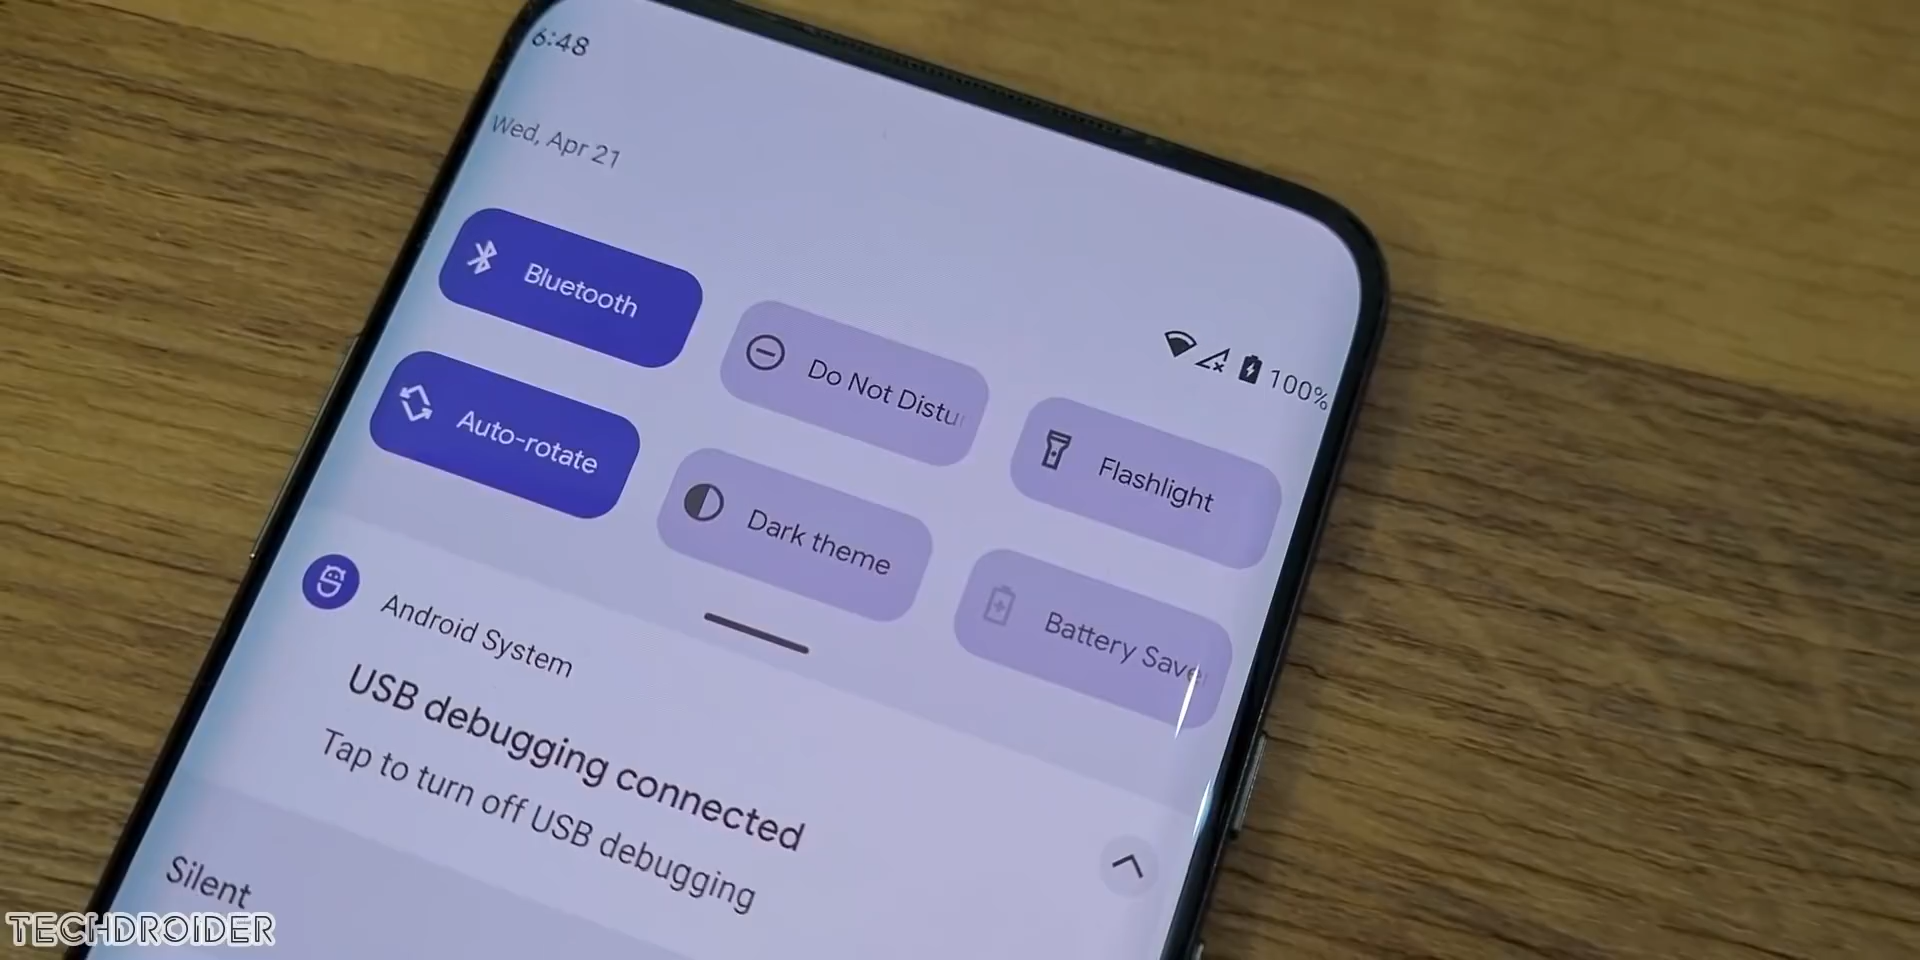 6:48
Wed, Apr 21
100%
Bluetooth
Do Not Distu
Flashlight
Auto-rotate
Dark theme
Battery Save
Android System
USB debugging connected
Tap to turn off USB debugging
Silent
TECHDROIDER